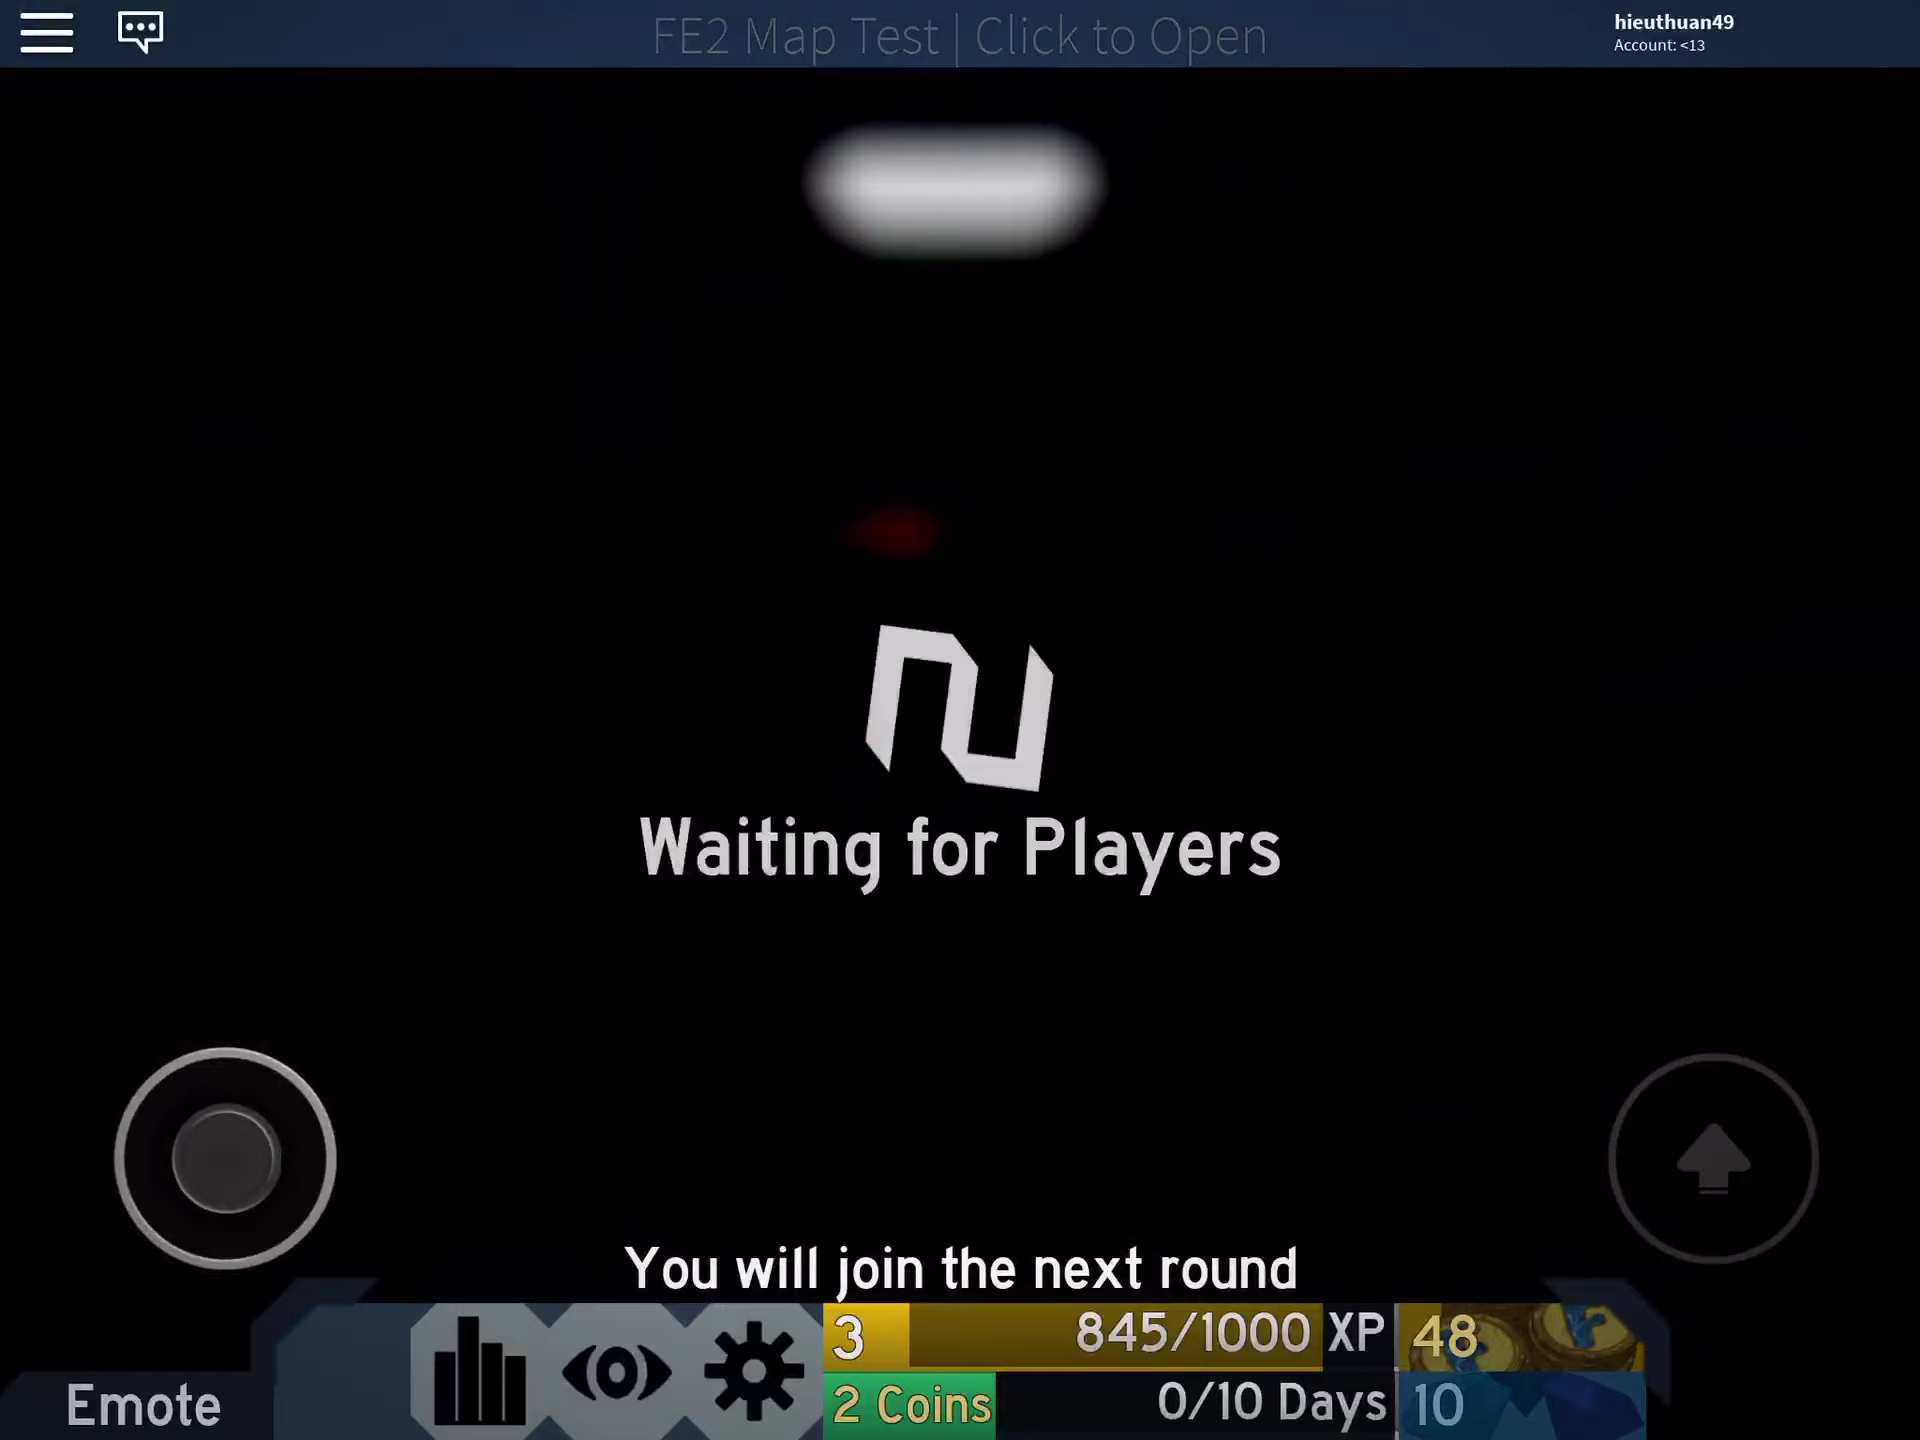 FE2 Map Test | Click to Open
hieuthuan49
Account: <13
Waiting for Players
You will join the next round
3 845/1000 XP 48
2 Coins 0/10 Days 10
Emote